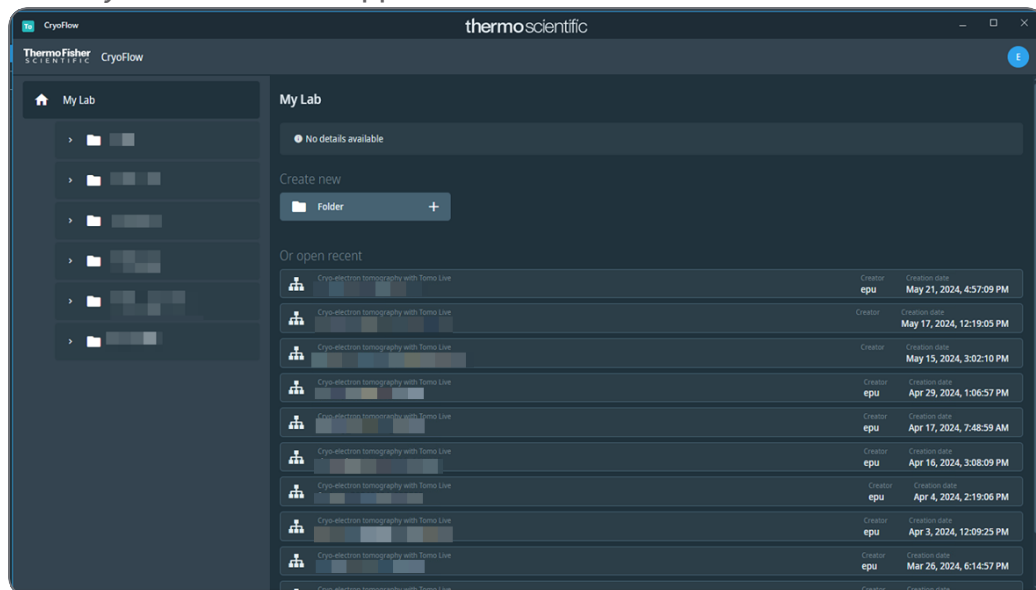 To CryoFlow
thermo scientific
ThermoFisher
SCIENTIFIC
CryoFlow
E
My Lab
My Lab
No details available
Create new
Folder +
Or open recent
Cryo-electron tomography with Tomo Live
Creator Creation date
epu May 21, 2024, 4:57:09 PM
Cryo-electron tomography with Tomo Live
Creator Creation date
May 17, 2024, 12:19:05 PM
Cryo-electron tomography with Tomo Live
Creator Creation date
May 15, 2024, 3:02:10 PM
Cryo-electron tomography with Tomo Live
Creator Creation date
epu Apr 29, 2024, 1:06:57 PM
Cryo-electron tomography with Tomo Live
Creator Creation date
epu Apr 17, 2024, 7:48:59 AM
Cryo-electron tomography with Tomo Live
Creator Creation date
epu Apr 16, 2024, 3:08:09 PM
Cryo-electron tomography with Tomo Live
Creator Creation date
epu Apr 4, 2024, 2:19:06 PM
Cryo-electron tomography with Tomo Live
Creator Creation date
epu Apr 3, 2024, 12:09:25 PM
Cryo-electron tomography with Tomo Live
Creator Creation date
epu Mar 26, 2024, 6:14:57 PM